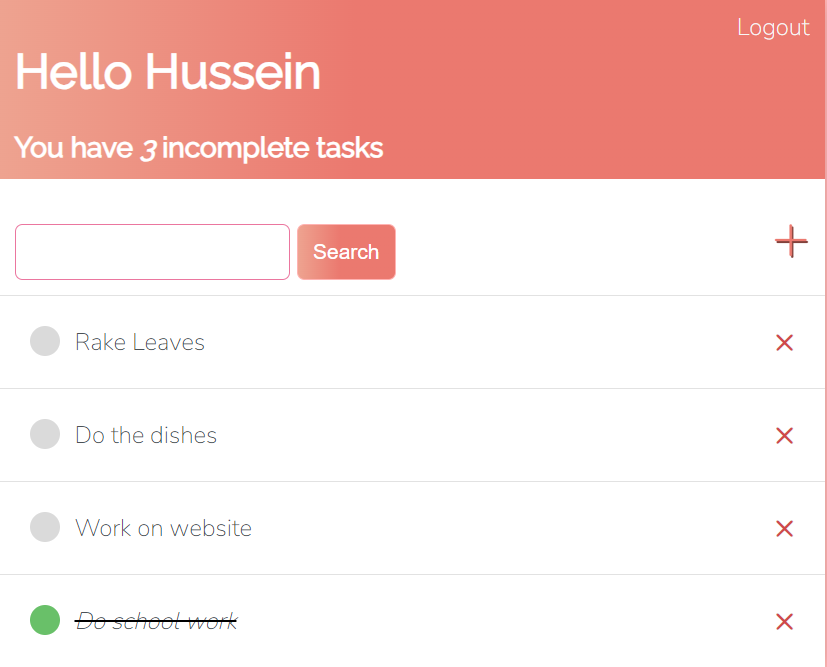 Logout
Hello Hussein
You have 3 incomplete tasks
Search
Rake Leaves
Do the dishes
Work on website
Do school work